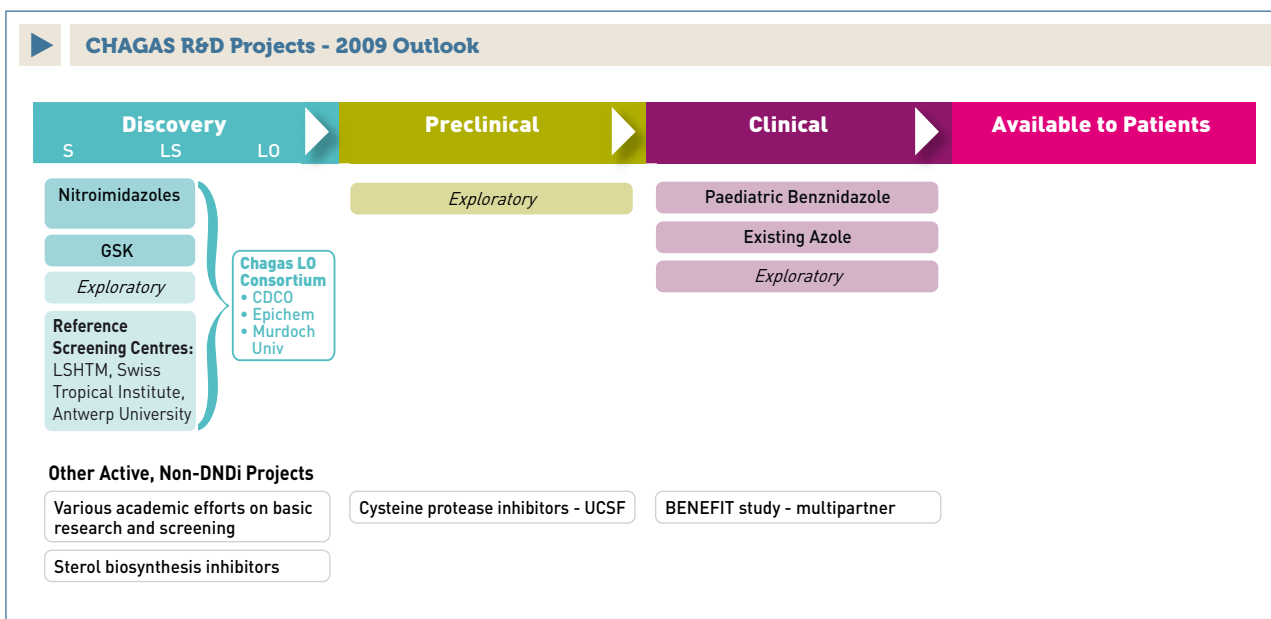 CHAGAS R&D Projects - 2009 Outlook
Discovery
S LS LO
Preclinical
Clinical
Available to Patients
Nitroimidazoles
GSK
Exploratory
Reference
Screening Centres:
LSHTM, Swiss
Tropical Institute,
Antwerp University
Chagas LO
Consortium
• CDCO
• Epichem
• Murdoch
Univ
Exploratory
Paediatric Benznidazole
Existing Azole
Exploratory
Other Active, Non-DNDi Projects
Various academic efforts on basic
research and screening
Sterol biosynthesis inhibitors
Cysteine protease inhibitors - UCSF
BENEFIT study - multipartner